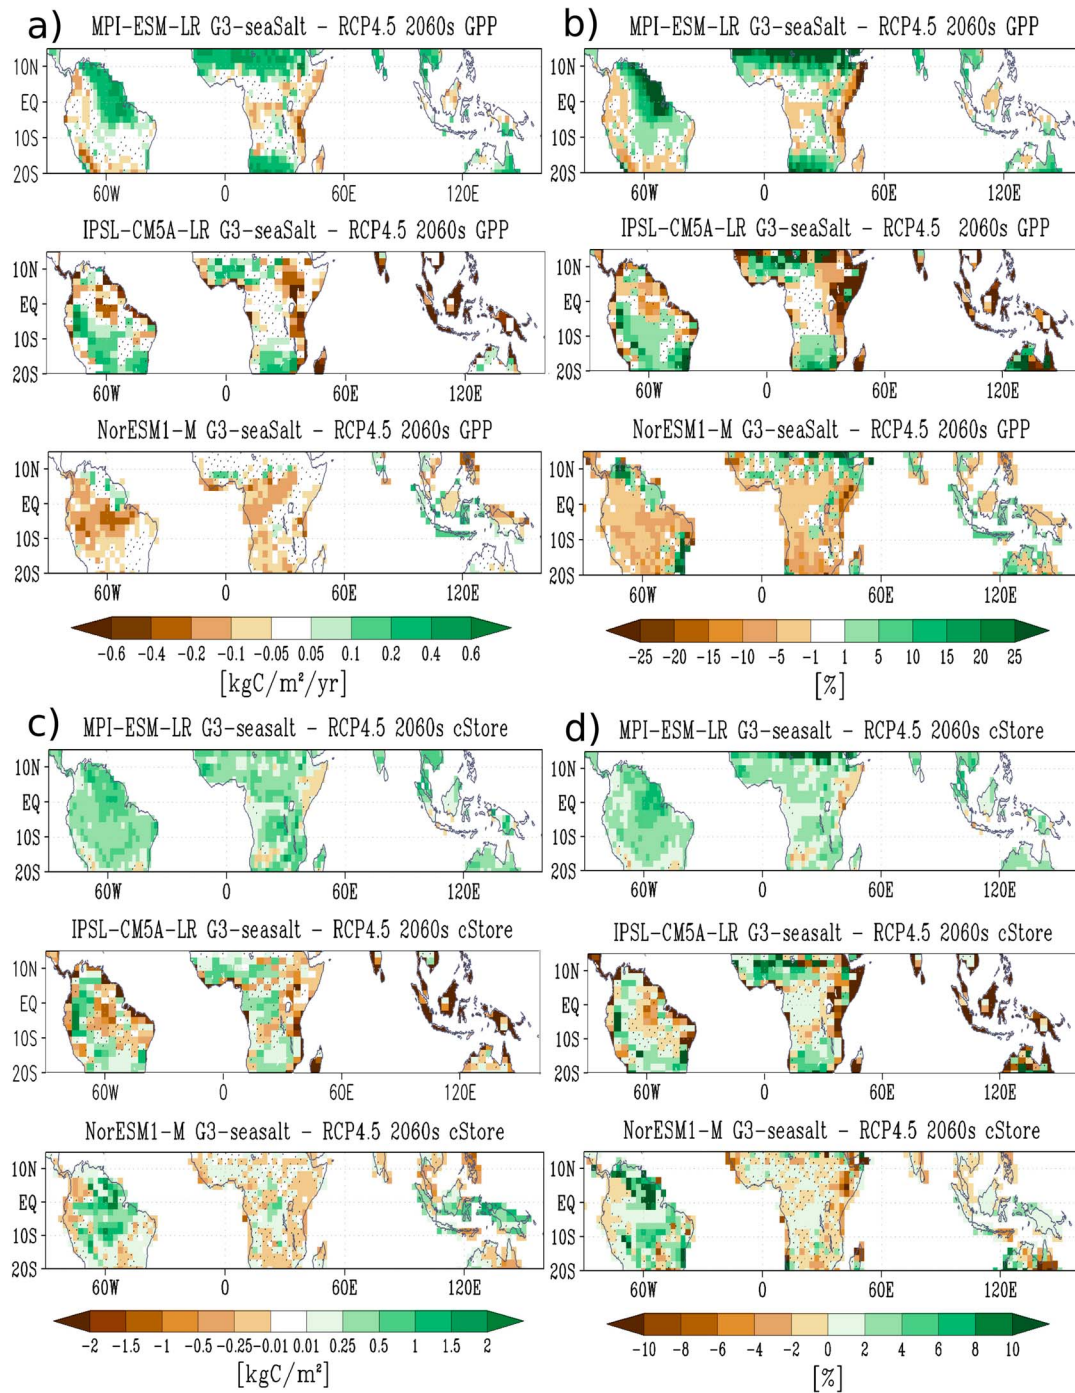 a)
MPI-ESM-LR G3-seaSalt - RCP4.5 2060s GPP
10N
EQ
10S
20S
60W 0 60E 120E
IPSL-CM5A-LR G3-seaSalt - RCP4.5 2060s GPP
10N
EQ
10S
20S
60W 0 60E 120E
NorESM1-M G3-seaSalt - RCP4.5 2060s GPP
10N
EQ
10S
20S
60W 0 60E 120E
-0.6 -0.4 -0.2 -0.1 -0.05 0.05 0.1 0.2 0.4 0.6
[kgC/m²/yr]
b)
MPI-ESM-LR G3-seaSalt - RCP4.5 2060s GPP
10N
EQ
10S
20S
60W 0 60E 120E
IPSL-CM5A-LR G3-seaSalt - RCP4.5 2060s GPP
10N
EQ
10S
20S
60W 0 60E 120E
NorESM1-M G3-seaSalt - RCP4.5 2060s GPP
10N
EQ
10S
20S
60W 0 60E 120E
-25 -20 -15 -10 -5 -1 1 5 10 15 20 25
[%]
c)
MPI-ESM-LR G3-seasalt - RCP4.5 2060s cStore
10N
EQ
10S
20S
60W 0 60E 120E
IPSL-CM5A-LR G3-seasalt - RCP4.5 2060s cStore
10N
EQ
10S
20S
60W 0 60E 120E
NorESM1-M G3-seasalt - RCP4.5 2060s cStore
10N
EQ
10S
20S
60W 0 60E 120E
-2 -1.5 -1 -0.5 -0.25 -0.01 0.01 0.25 0.5 1 1.5 2
[kgC/m²]
d)
MPI-ESM-LR G3-seasalt - RCP4.5 2060s cStore
10N
EQ
10S
20S
60W 0 60E 120E
IPSL-CM5A-LR G3-seasalt - RCP4.5 2060s cStore
10N
EQ
10S
20S
60W 0 60E 120E
NorESM1-M G3-seasalt - RCP4.5 2060s cStore
10N
EQ
10S
20S
60W 0 60E 120E
-10 -8 -6 -4 -2 0 2 4 6 8 10
[%]